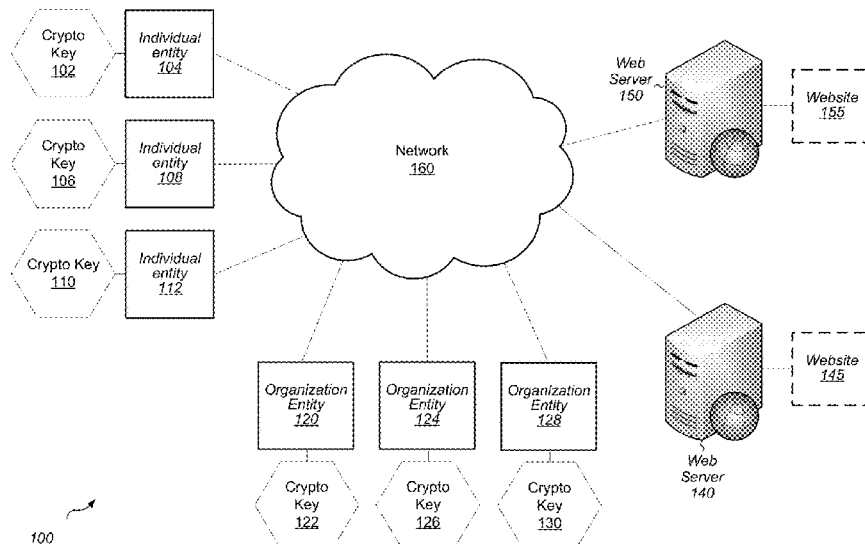 Crypto
Key
102
Individual
entity
104
Crypto
Key
106
Individual
entity
108
Crypto Key
110
Individual
entity
112
Network
160
Web
Server
150
Website
155
Website
145
Web
Server
140
Organization
Entity
120
Organization
Entity
124
Organization
Entity
128
Crypto
Key
122
Crypto
Key
126
Crypto
Key
130
100